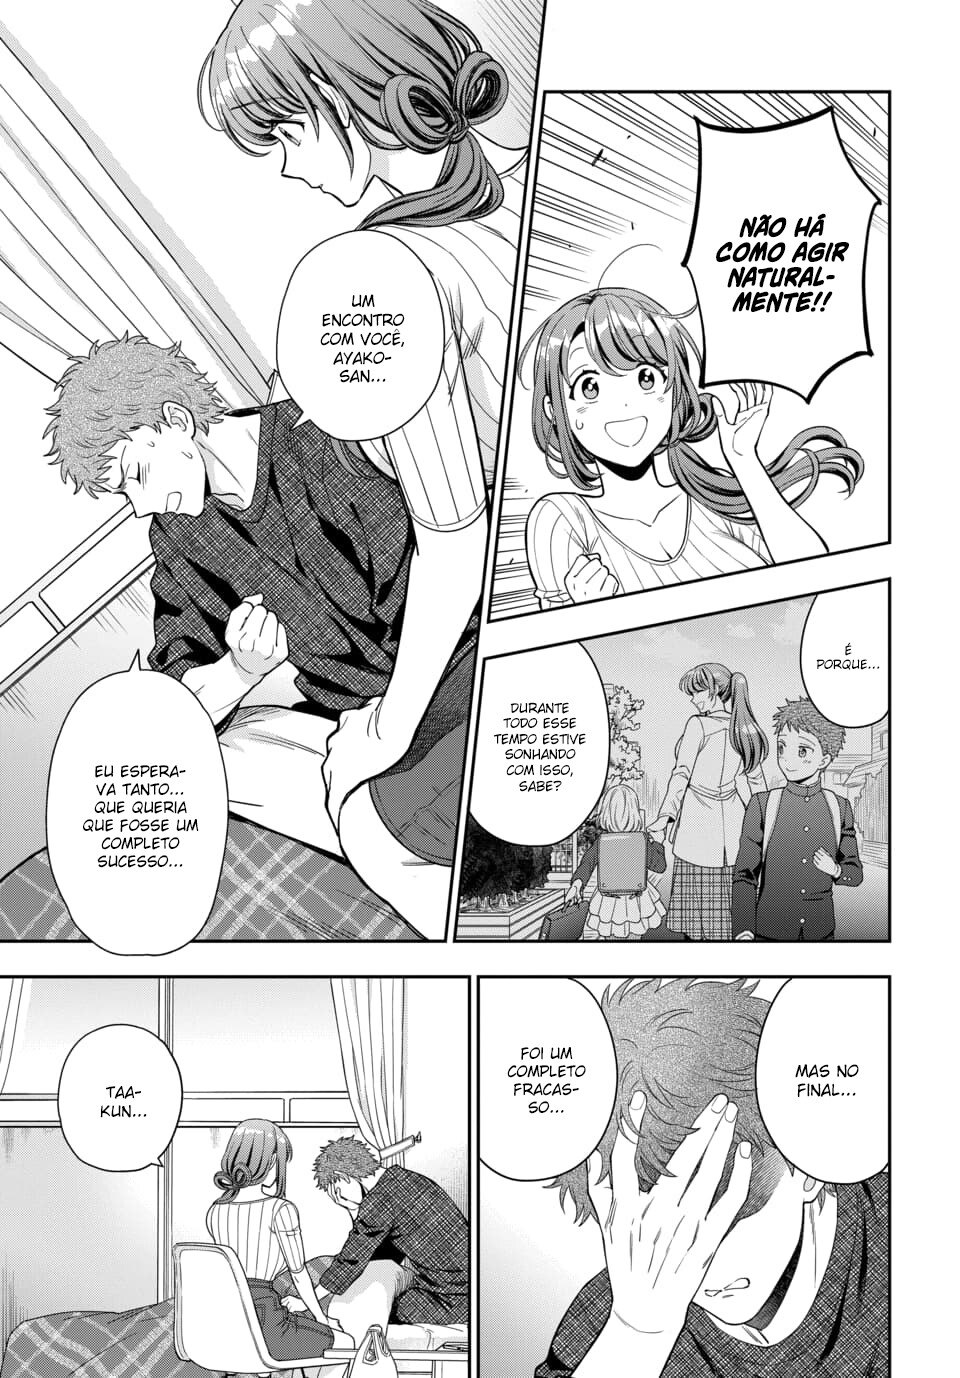 NÃO HÁ
COMO AGIR
NATURAL-
MENTE!!
É
PORQUE...
DURANTE
TODO ESSE
TEMPO ESTIVE
SONHANDO
COM ISSO,
SABE?
UM
ENCONTRO
COM VOCÊ,
AYAKO-
SAN...
EU ESPERA-
VA TANTO...
QUE QUERIA
QUE FOSSE UM
COMPLETO
SUCESSO...
MAS NO
FINAL...
FOI UM
COMPLETO
FRACAS-
SO...
TAA-
KUN...